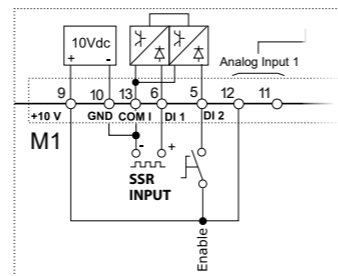 10Vdc
+ -
Analog Input 1
9 10 13 6 5 12 11
+10 V GND COM I DI 1 DI 2
M1
- +
SSR
INPUT
Enable